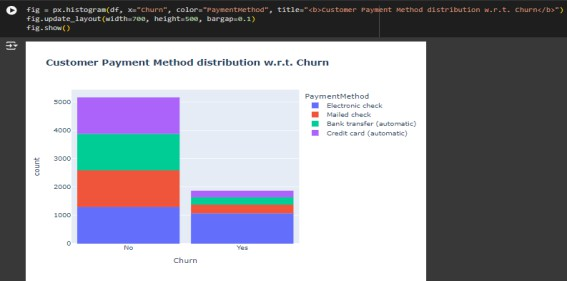 fig = px.histogram(df, x="Churn", color="PaymentMethod", title="<b>Customer Payment Method distribution w.r.t. Churn</b>")
fig.update_layout(width=700, height=500, bargap=0.1)
fig.show()
Customer Payment Method distribution w.r.t. Churn
PaymentMethod
Electronic check
Mailed check
Bank transfer (automatic)
Credit card (automatic)
5000
4000
3000
2000
1000
0
count
No Yes
Churn